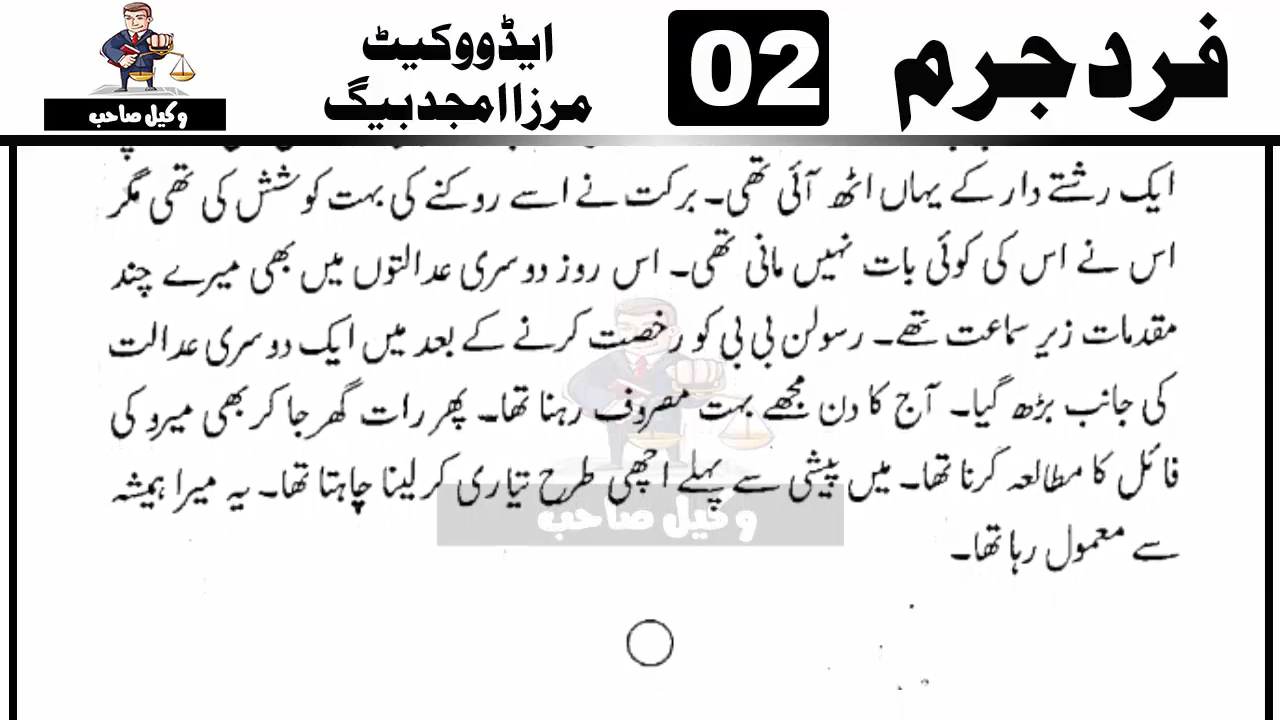 فرد جرم
02
ایڈووکیٹ
مرزا امجد بیگ
وکیل صاحب
ایک رشتے دار کے یہاں اٹھ آئی تھی۔ برکت نے اسے روکنے کی بہت کوشش کی تھی مگر
اس نے اس کی کوئی بات نہیں مانی تھی۔ اس روز دوسری عدالتوں میں بھی میرے چند
مقدمات زیر سماعت تھے۔ رسولن بی بی کو رخصت کرنے کے بعد میں ایک دوسری عدالت
کی جانب بڑھ گیا۔ آج کا دن مجھے بہت مصروف رہنا تھا۔ پھر رات گھر جا کر بھی میرو کی
فائل کا مطالعہ کرنا تھا۔ میں پیشی سے پہلے اچھی طرح تیاری کر لینا چاہتا تھا۔ یہ میرا ہمیشہ
وکیل صاحب
سے معمول رہا تھا۔